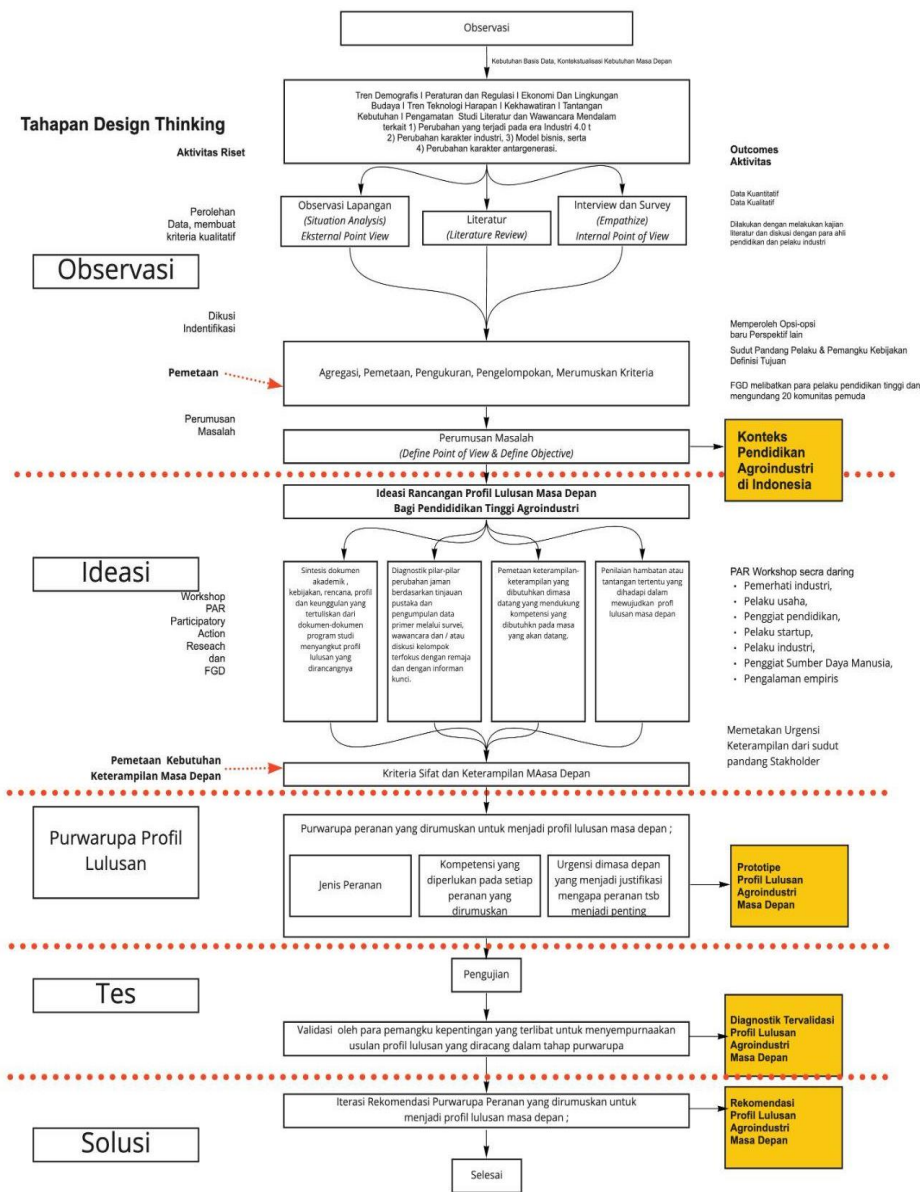 Observasi
Kebutuhan Basis Data, Kontekstualisasi Kebutuhan Masa Depan
Tren Demografis I Peraturan dan Regulasi I Ekonomi Dan Lingkungan
Budaya I Tren Teknologi Harapan I Kekhawatiran I Tantangan
Kebutuhan I Pengamatan Studi Literatur dan Wawancara Mendalam
terkait 1) Perubahan yang terjadi pada era Industri 4.0 t
2) Perubahan karakter industri, 3) Model bisnis, serta
4) Perubahan karakter antargenerasi.
Tahapan Design Thinking
Aktivitas Riset
Outcomes
Aktivitas
Perolehan
Data, membuat
kriteria kualitatif
Observasi Lapangan
(Situation Analysis)
Eksternal Point View
Literatur
(Literature Review)
Interview dan Survey
(Empathize)
Internal Point of View
Data Kuantitatif
Data Kualitatif
Dilakukan dengan melakukan kajian
literatur dan diskusi dengan para ahli
pendidikan dan pelaku industri
Observasi
Dikusi
Indentifikasi
Memperoleh Opsi-opsi
baru Perspektif lain
Sudut Pandang Pelaku & Pemangku Kebijakan
Definisi Tujuan
FGD melibatkan para pelaku pendidikan tinggi dan
mengundang 20 komunitas pemuda
Pemetaan
Agregasi, Pemetaan, Pengukuran, Pengelompokan, Merumuskan Kriteria
Perumusan
Masalah
Perumusan Masalah
(Define Point of View & Define Objective)
Konteks
Pendidikan
Agroindustri
di Indonesia
Ideasi Rancangan Profil Lulusan Masa Depan
Bagi Pendididikan Tinggi Agroindustri
Ideasi
Workshop
PAR
Participatory
Action
Reseach
dan
FGD
Sintesis dokumen
akademik ,
kebijakan, rencana, profil
dan keunggulan yang
tertuliskan dari
dokumen-dokumen
program studi
menyangkut profil
lulusan yang
dirancangnya
Diagnostik pilar-pilar
perubahan jaman
berdasarkan tinjauan
pustaka dan
pengumpulan data
primer melalui survei,
wawancara dan / atau
diskusi kelompok
terfokus dengan remaja
dan dengan informan
kunci.
Pemetaan keterampilan-
keterampilan yang
dibutuhkan dimasa
datang yang mendukung
kompetensi yang
dibutuhkn pada masa
yang akan datang.
Penilaian hambatan atau
tantangan tertentu yang
dihadapi dalam
mewujudkan profl
lulusan masa depan
PAR Workshop secra daring
• Pemerhati industri,
• Pelaku usaha,
• Penggiat pendidikan,
• Pelaku startup,
• Pelaku industri,
• Penggiat Sumber Daya Manusia,
• Pengalaman empiris
Memetakan Urgensi
Keterampilan dari sudut
pandang Stakholder
Pemetaan Kebutuhan
Keterampilan Masa Depan
Kriteria Sifat dan Keterampilan MAasa Depan
Purwarupa Profil
Lulusan
Purwarupa peranan yang dirumuskan untuk menjadi profil lulusan masa depan ;
Jenis Peranan
Kompetensi yang
diperlukan pada setiap
peranan yang
dirumuskan
Urgensi dimasa depan
yang menjadi justifikasi
mengapa peranan tsb
menjadi penting
Prototipe
Profil Lulusan
Agroindustri
Masa Depan
Tes
Pengujian
Validasi oleh para pemangku kepentingan yang terlibat untuk menyempurnaakan
usulan profil lulusan yang diracang dalam tahap purwarupa
Diagnostik Tervalidasi
Profil Lulusan
Agroindustri
Masa Depan
Solusi
Iterasi Rekomendasi Purwarupa Peranan yang dirumuskan untuk
menjadi profil lulusan masa depan ;
Rekomendasi
Profil Lulusan
Agroindustri
Masa Depan
Selesai